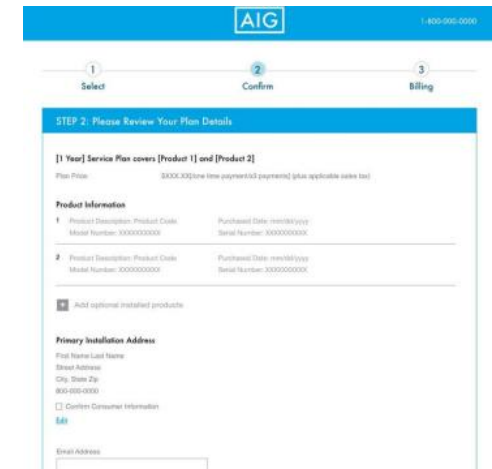 AIG
1-800-000-0000
1 2 3
Select Confirm Billing
STEP 2: Please Review Your Plan Details
[1 Year] Service Plan covers [Product 1] and [Product 2]
Plan Price: $XXX.XX[one time payment/x3 payments] (plus applicable sales tax)
Product Information
1 Product Description: Product Code Purchased Date: mm/dd/yyyy
Model Number: XXXXXXXXXX Serial Number: XXXXXXXXXX
2 Product Description: Product Code Purchased Date: mm/dd/yyyy
Model Number: XXXXXXXXXX Serial Number: XXXXXXXXXX
+ Add optional installed products
Primary Installation Address
First Name Last Name
Street Address
City, State Zip
800-000-0000
Confirm Consumer Information
Edit
Email Address